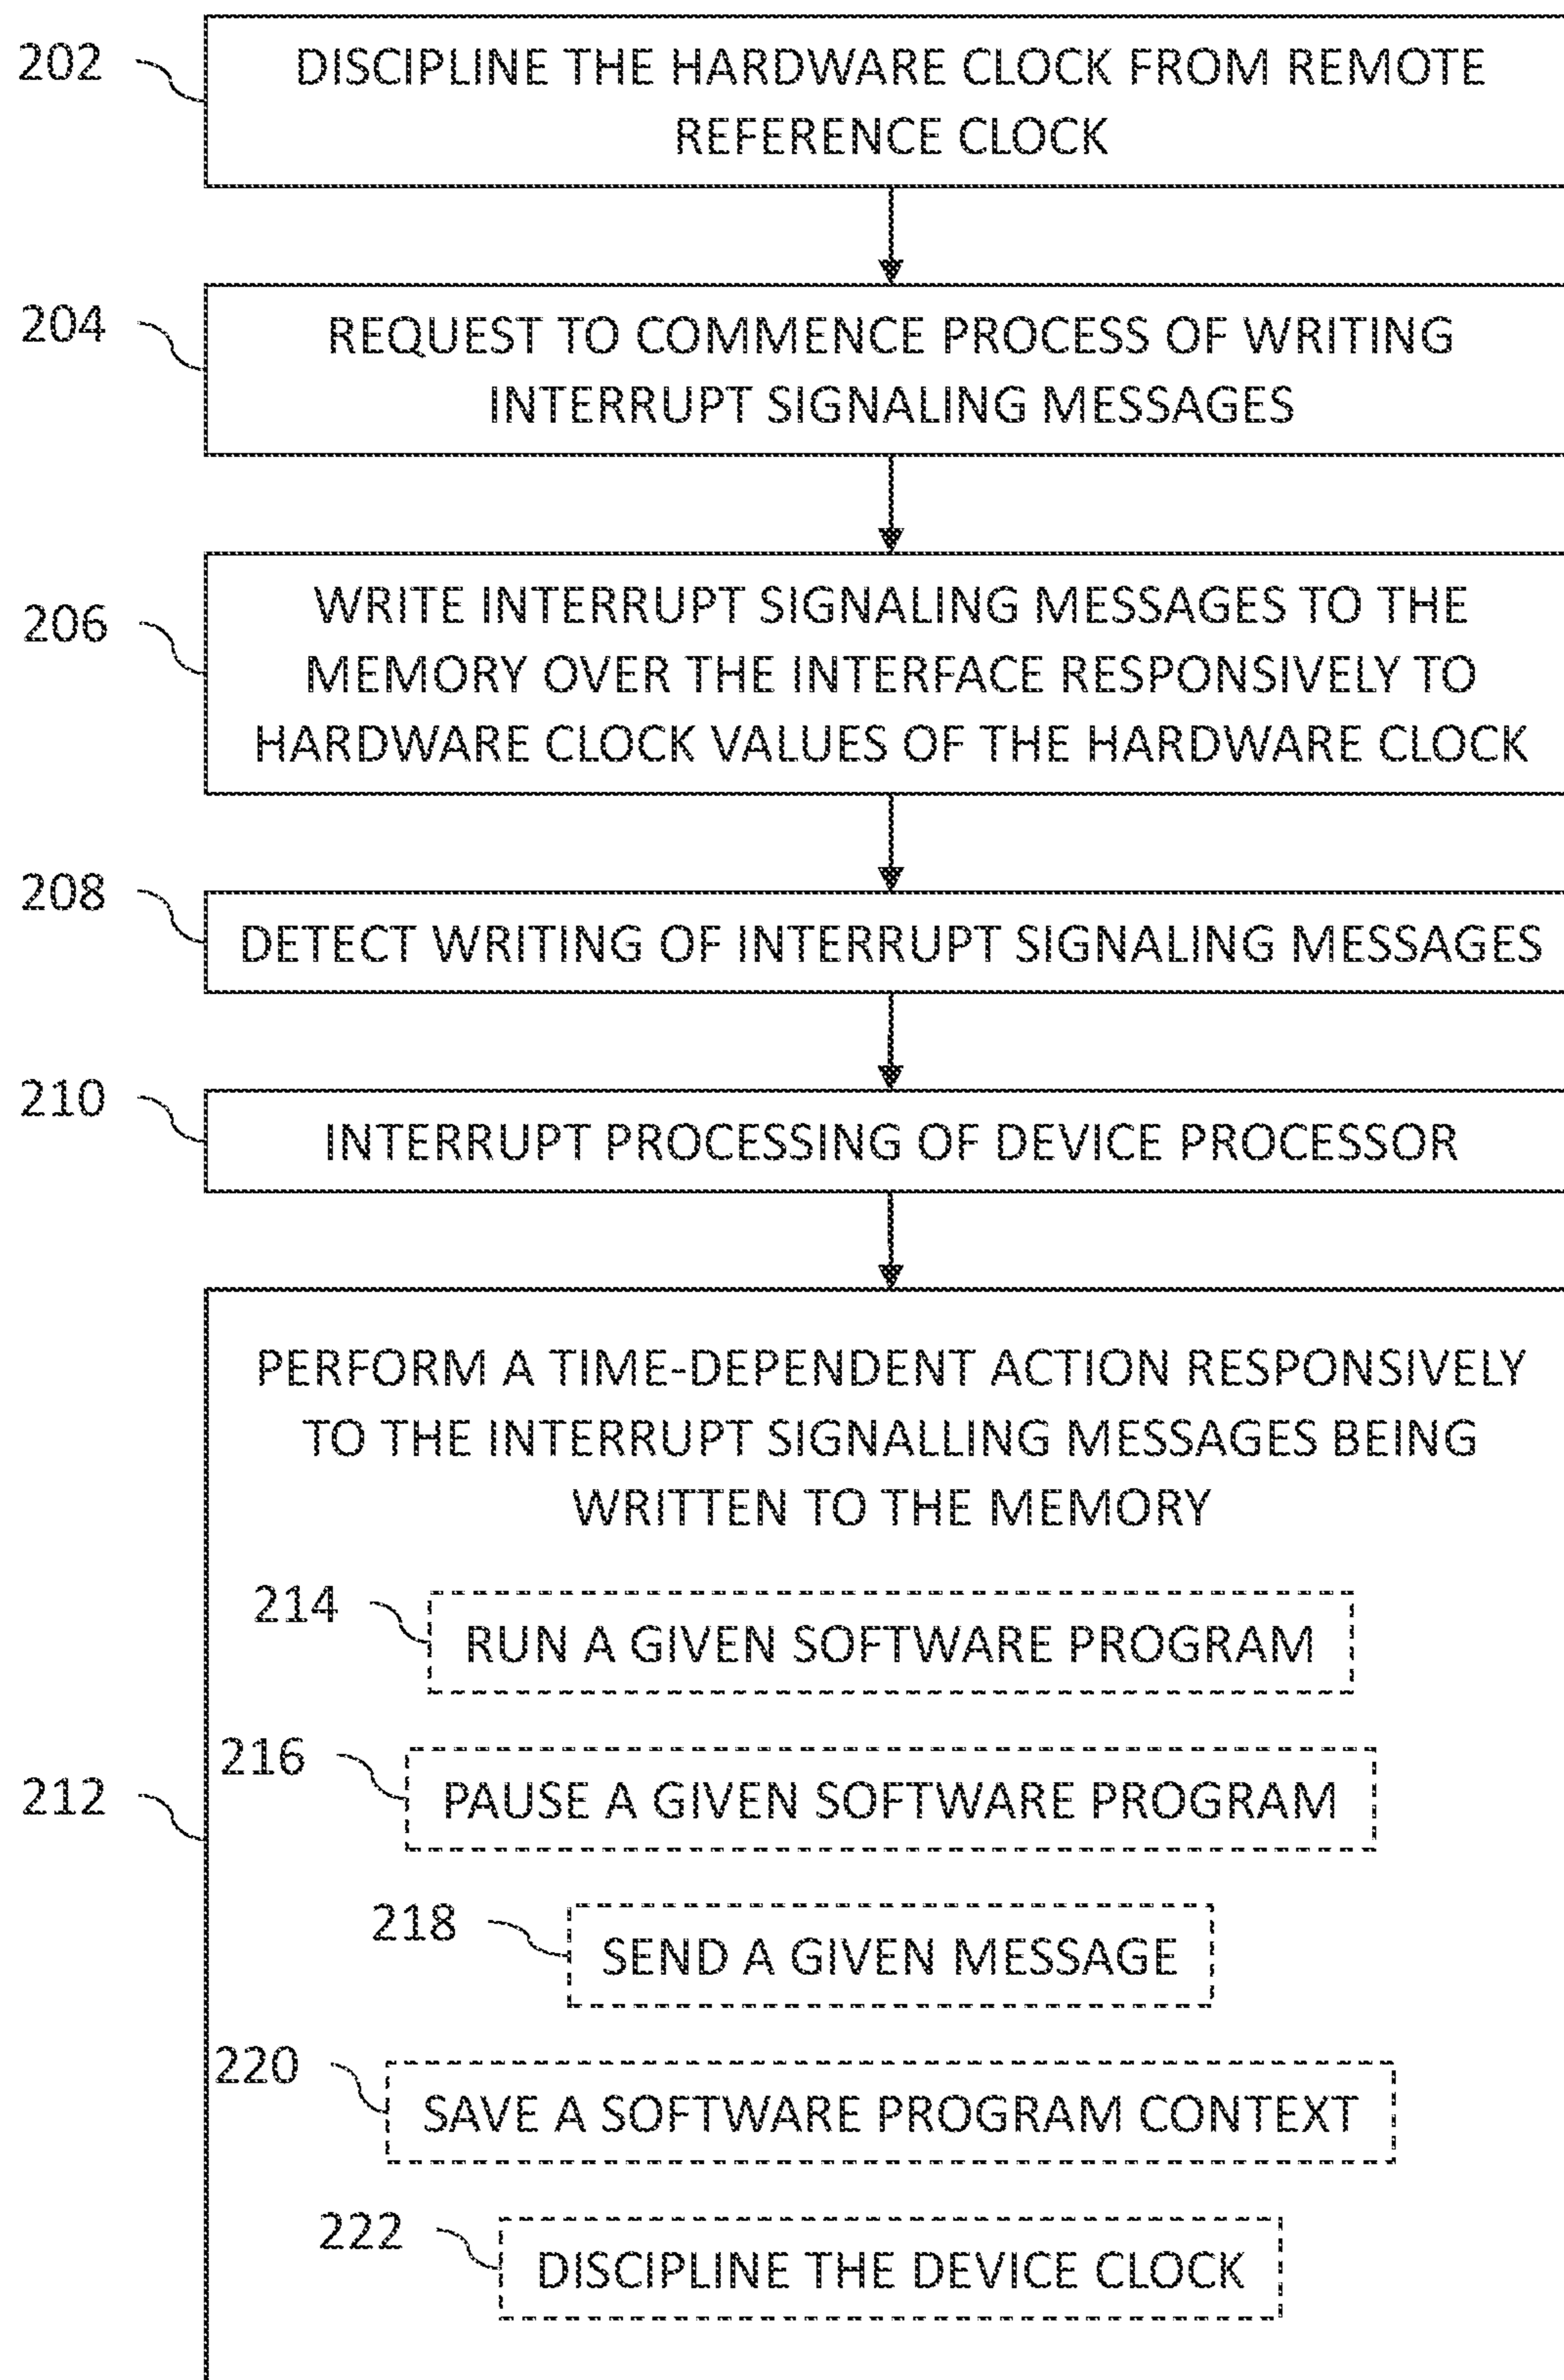 202
DISCIPLINE THE HARDWARE CLOCK FROM REMOTE
REFERENCE CLOCK
204
REQUEST TO COMMENCE PROCESS OF WRITING
INTERRUPT SIGNALING MESSAGES
206
WRITE INTERRUPT SIGNALING MESSAGES TO THE
MEMORY OVER THE INTERFACE RESPONSIVELY TO
HARDWARE CLOCK VALUES OF THE HARDWARE CLOCK
208
DETECT WRITING OF INTERRUPT SIGNALING MESSAGES
210
INTERRUPT PROCESSING OF DEVICE PROCESSOR
212
PERFORM A TIME-DEPENDENT ACTION RESPONSIVELY
TO THE INTERRUPT SIGNALLING MESSAGES BEING
WRITTEN TO THE MEMORY
214
RUN A GIVEN SOFTWARE PROGRAM
216
PAUSE A GIVEN SOFTWARE PROGRAM
218
SEND A GIVEN MESSAGE
220
SAVE A SOFTWARE PROGRAM CONTEXT
222
DISCIPLINE THE DEVICE CLOCK